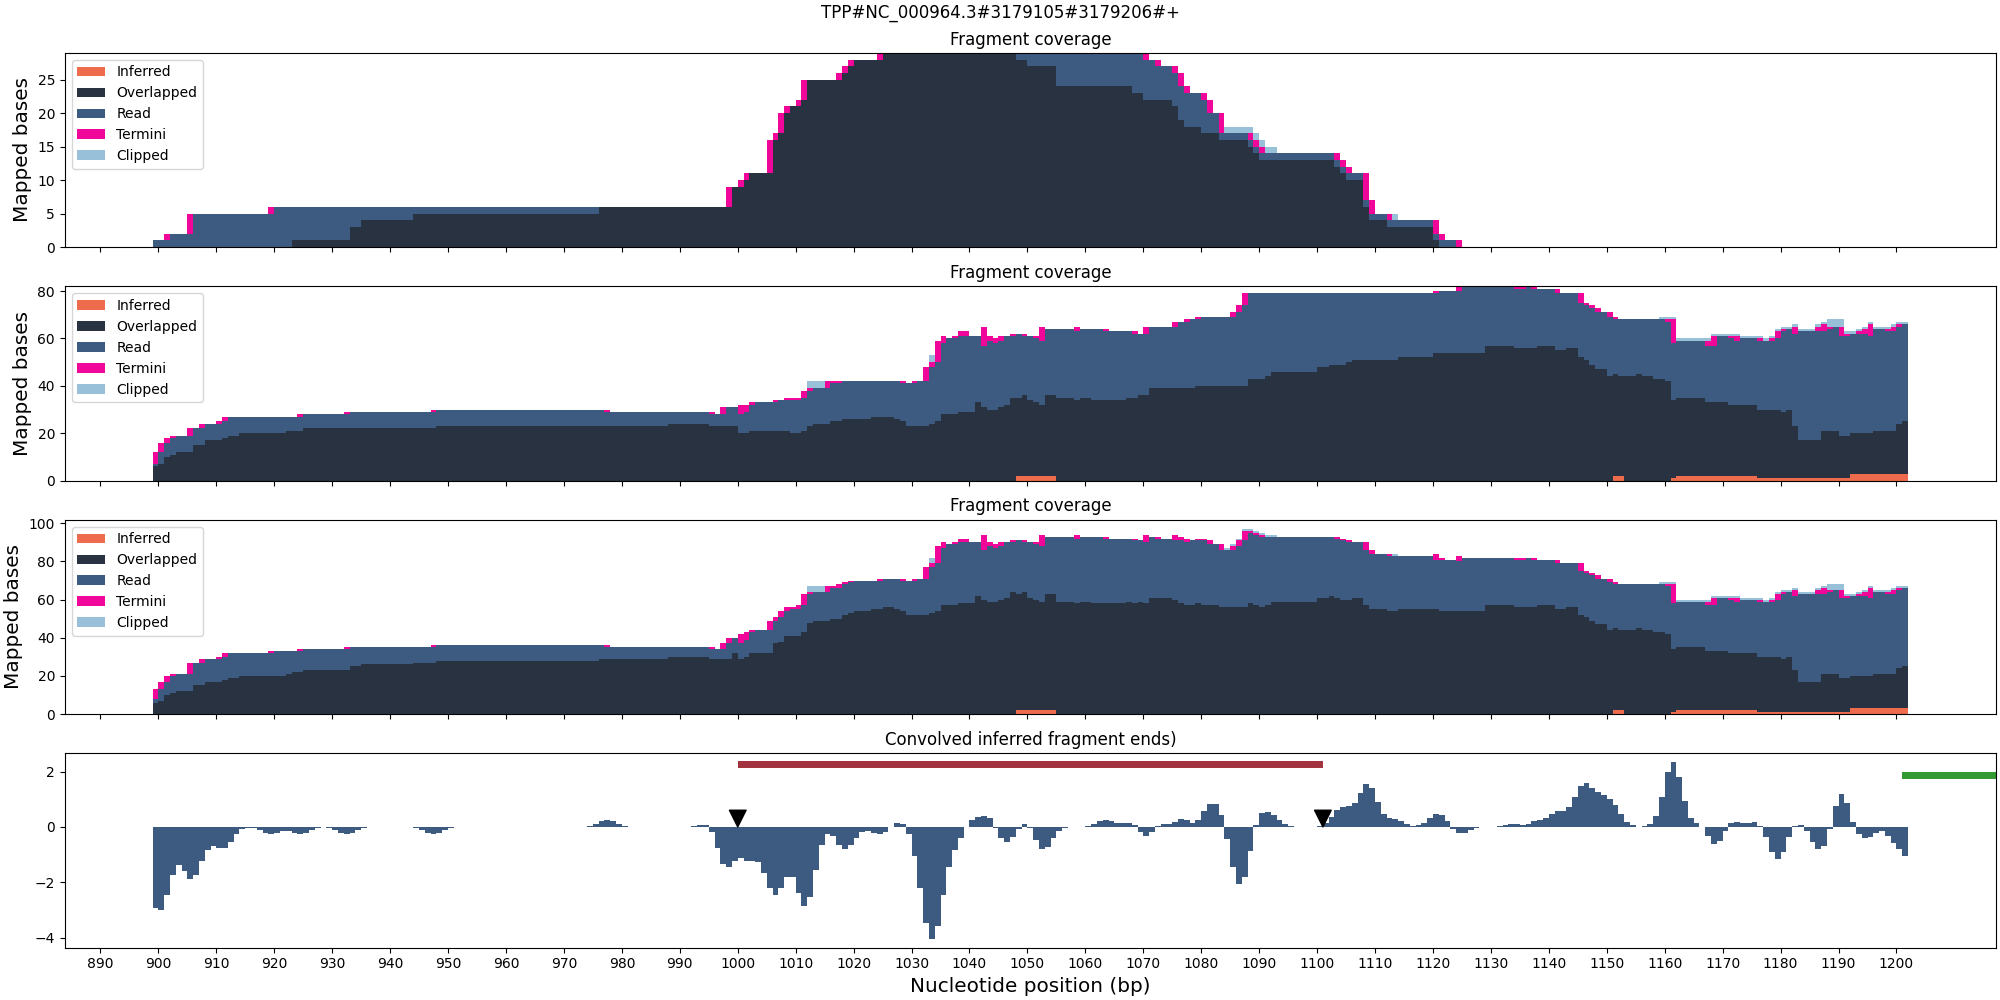 TPP#NC_000964.3#3179105#3179206#+
Fragment coverage
Mapped bases
25
20
15
10
5
0
Inferred
Overlapped
Read
Termini
Clipped
Fragment coverage
Mapped bases
80
60
40
20
0
Inferred
Overlapped
Read
Termini
Clipped
Fragment coverage
Mapped bases
100
80
60
40
20
0
Inferred
Overlapped
Read
Termini
Clipped
Convolved inferred fragment ends)
2
0
−2
−4
890 900 910 920 930 940 950 960 970 980 990 1000 1010 1020 1030 1040 1050 1060 1070 1080 1090 1100 1110 1120 1130 1140 1150 1160 1170 1180 1190 1200
Nucleotide position (bp)